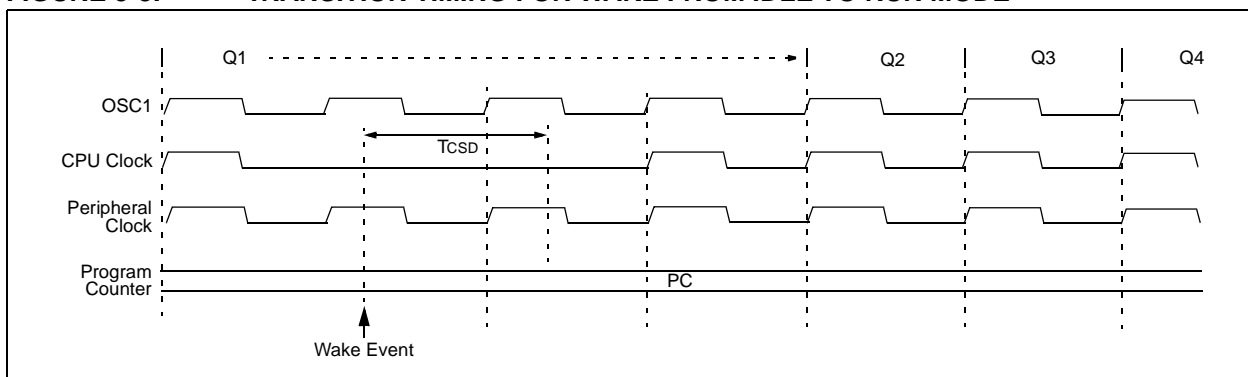 FIGURE TRANSITION TIMING FOR WAKE FROM IDLE TO RUN MODE
Q1 Q2 Q3 Q4
OSC1
TCSD
CPU Clock
Peripheral
Clock
Program
Counter
PC
Wake Event